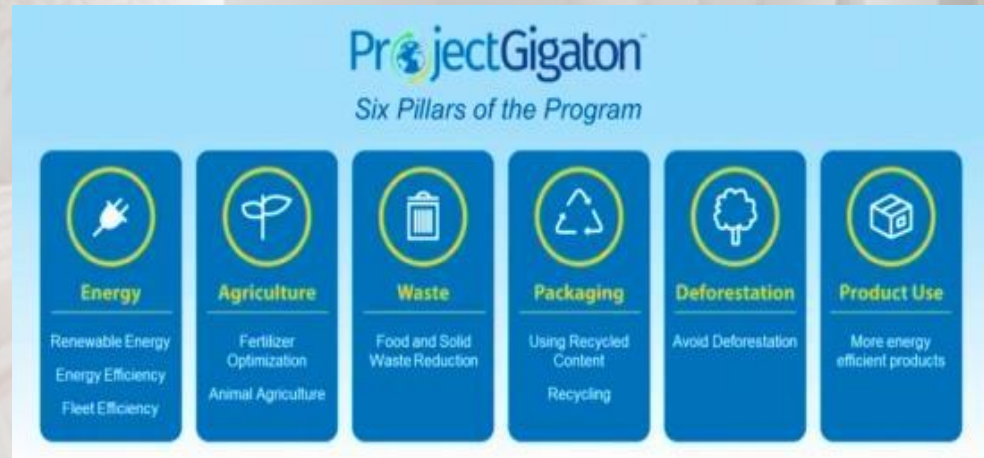 ProjectGigaton™
Six Pillars of the Program
Energy
Renewable Energy
Energy Efficiency
Fleet Efficiency
Agriculture
Fertilizer
Optimization
Animal Agriculture
Waste
Food and Solid
Waste Reduction
Packaging
Using Recycled
Content
Recycling
Deforestation
Avoid Deforestation
Product Use
More energy
efficient products